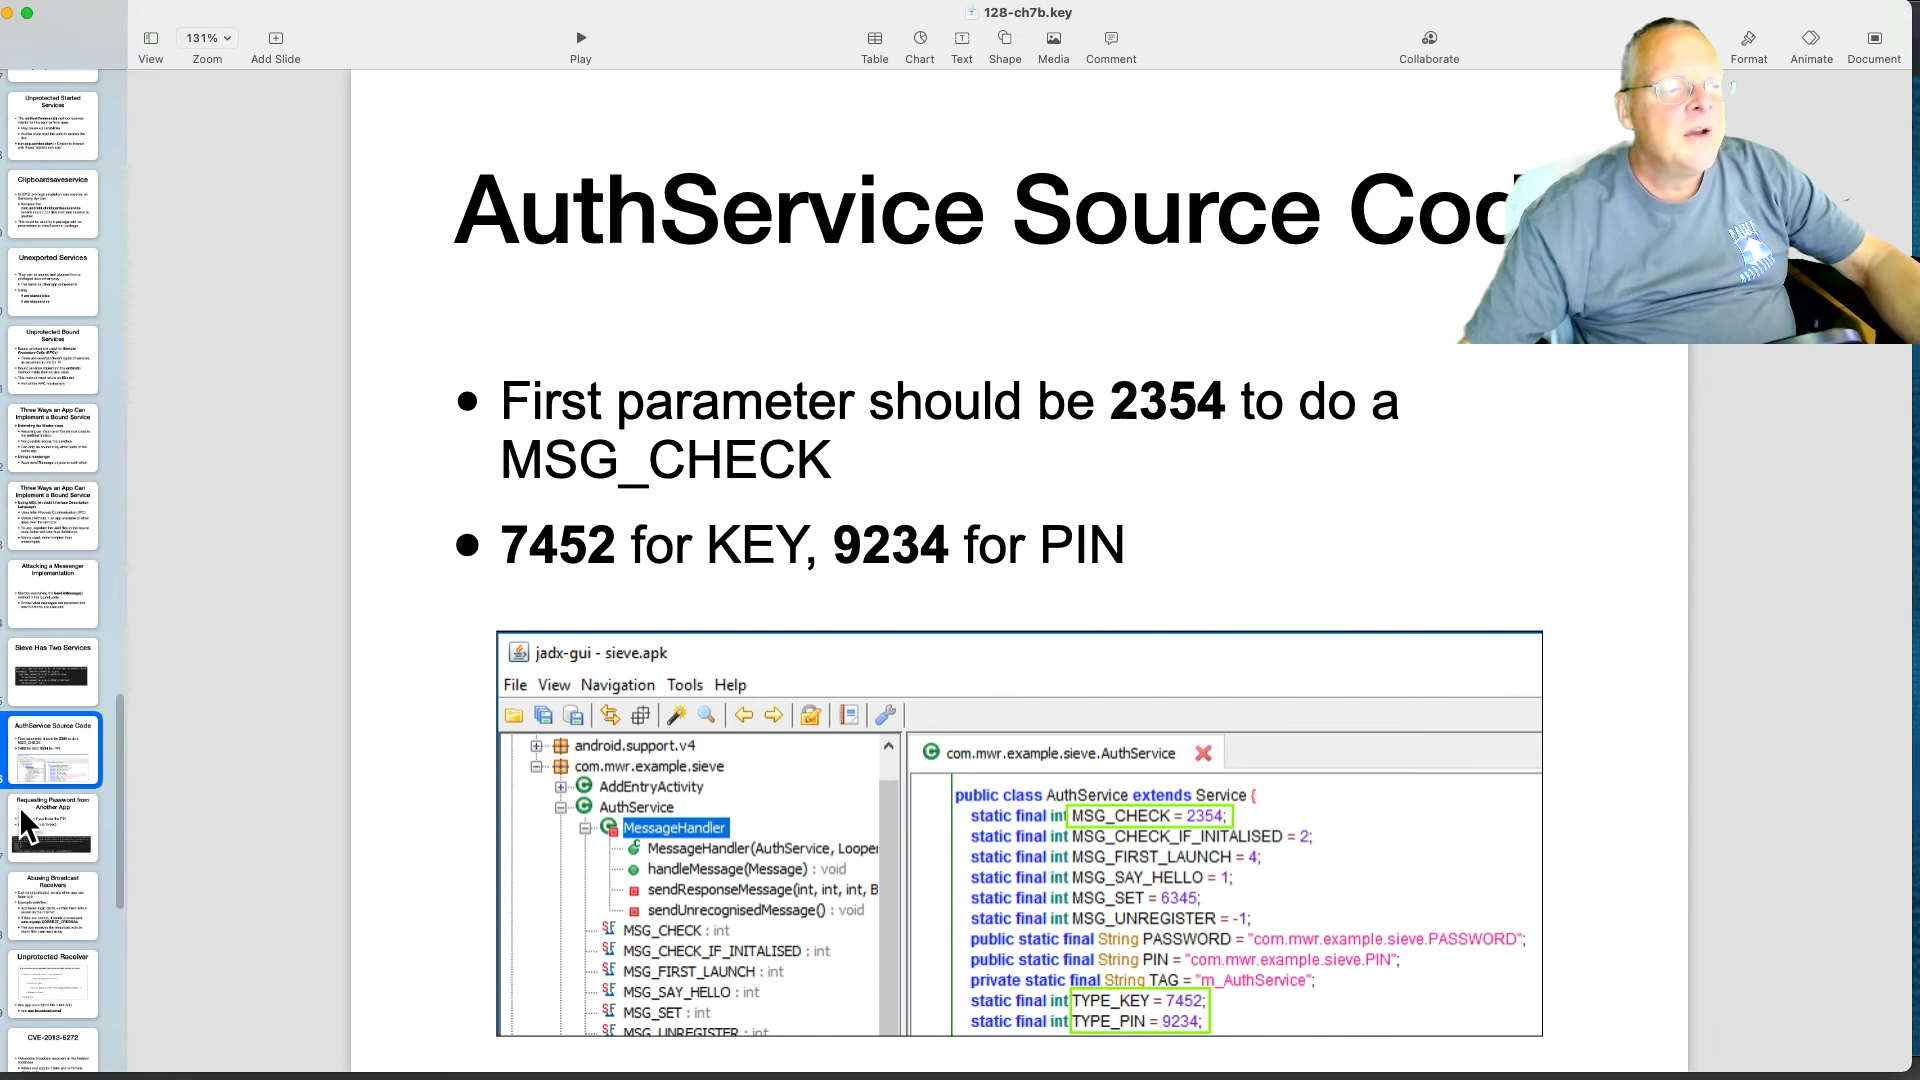 128-ch7b.key
131%
View
Zoom
Add Slide
Play
Table
Chart
Text
Shape
Media
Comment
Collaborate
Format
Animate
Document
Unprotected Started
Services
Clipboardsaveservice
Unexported Services
Unprotected Bound
Services
Three Ways an App Can
Implement a Bound Service
Three Ways an App Can
Implement a Bound Service
Attacking a Messenger
Implementation
Sieve Has Two Services
AuthService Source Code
Requesting Password from
Another App
Abusing Broadcast
Receivers
Unprotected Receiver
CVE-2013-6272
AuthService Source Cod
• First parameter should be 2354 to do a
MSG_CHECK
• 7452 for KEY, 9234 for PIN
jadx-gui - sieve.apk
File View Navigation Tools Help
android.support.v4
com.mwr.example.sieve
AddEntryActivity
AuthService
MessageHandler
MessageHandler(AuthService, Looper
handleMessage(Message) : void
sendResponseMessage(int, int, int, B
sendUnrecognisedMessage() : void
MSG_CHECK : int
MSG_CHECK_IF_INITALISED : int
MSG_FIRST_LAUNCH : int
MSG_SAY_HELLO : int
MSG_SET : int
MSG_UNREGISTER : int
com.mwr.example.sieve.AuthService
public class AuthService extends Service {
static final int MSG_CHECK = 2354;
static final int MSG_CHECK_IF_INITALISED = 2;
static final int MSG_FIRST_LAUNCH = 4;
static final int MSG_SAY_HELLO = 1;
static final int MSG_SET = 6345;
static final int MSG_UNREGISTER = -1;
public static final String PASSWORD = "com.mwr.example.sieve.PASSWORD";
public static final String PIN = "com.mwr.example.sieve.PIN";
private static final String TAG = "m_AuthService";
static final int TYPE_KEY = 7452;
static final int TYPE_PIN = 9234;